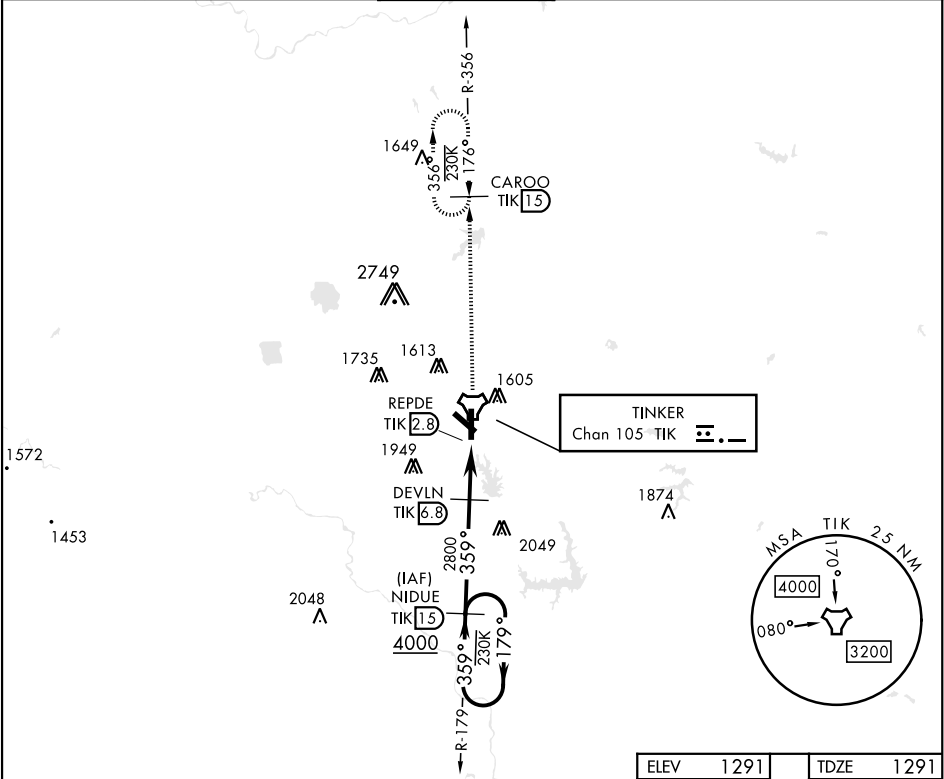 R-356
1649
356°
230K
176°
CAROO
TIK 15
2749
1735
1613
1605
REPDE
TIK 2.8
TINKER
Chan 105 TIK
1949
1572
DEVLN
TIK 6.8
1874
1453
2049
2800
359°
(IAF)
NIDUE
TIK 15
4000
2048
359°
230K
179°
R-179
MSA TIK 25 NM
170°
4000
080°
3200
ELEV 1291
TDZE 1291